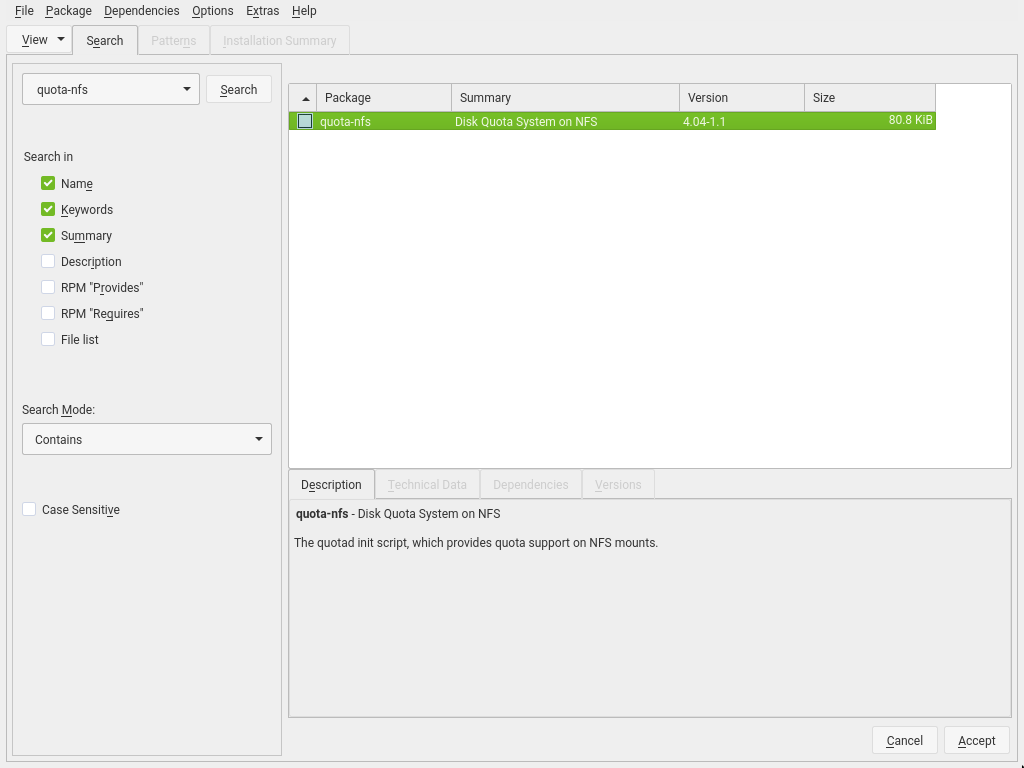 File Package Dependencies Options Extras Help
View Search Patterns Installation Summary
quota-nfs Search
Package Summary Version Size
quota-nfs Disk Quota System on NFS 4.04-1.1 80.8 KiB
Search in
Name
Keywords
Summary
Description
RPM "Provides"
RPM "Requires"
File list
Search Mode:
Contains
Case Sensitive
Description Technical Data Dependencies Versions
quota-nfs - Disk Quota System on NFS
The quotad init script, which provides quota support on NFS mounts.
Cancel Accept